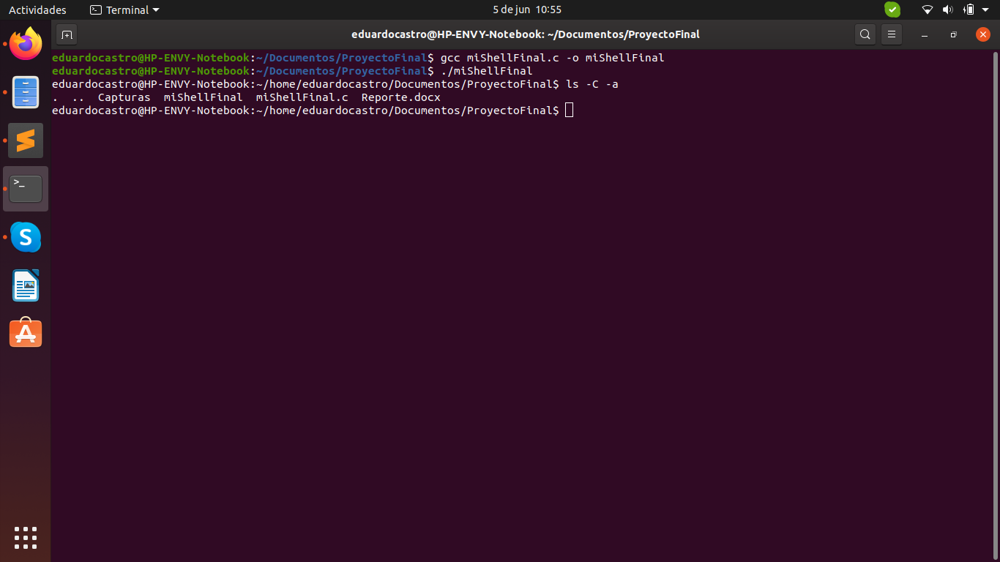 Actividades Terminal 5 de jun 10:55
eduardocastro@HP-ENVY-Notebook: ~/Documentos/ProyectoFinal
eduardocastro@HP-ENVY-Notebook:~/Documentos/ProyectoFinal$ gcc miShellFinal.c -o miShellFinal
eduardocastro@HP-ENVY-Notebook:~/Documentos/ProyectoFinal$ ./miShellFinal
eduardocastro@HP-ENVY-Notebook:~/home/eduardocastro/Documentos/ProyectoFinal$ ls -C -a
.  ..  Capturas  miShellFinal  miShellFinal.c  Reporte.docx
eduardocastro@HP-ENVY-Notebook:~/home/eduardocastro/Documentos/ProyectoFinal$